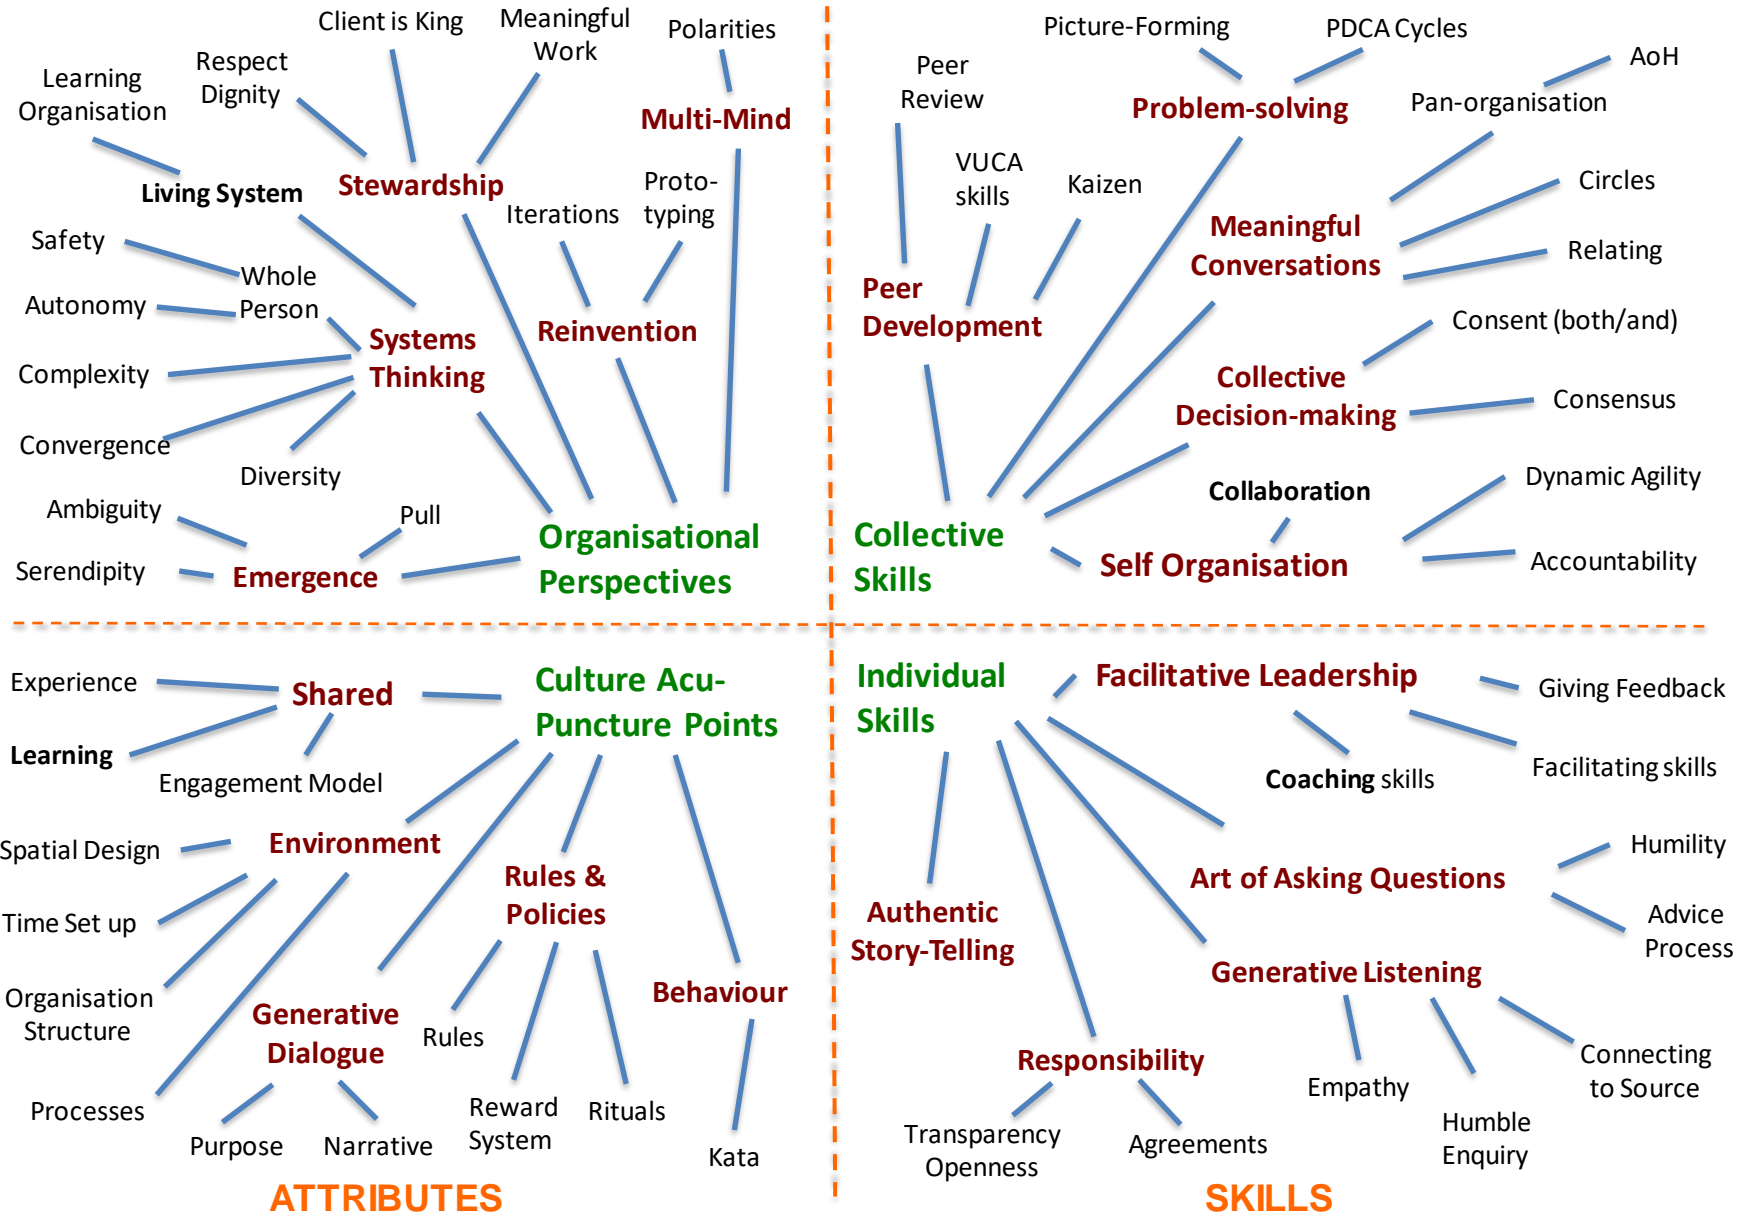 Client is King
Meaningful
Work
Polarities
Respect
Dignity
Learning
Organisation
Multi-Mind
Living System
Stewardship
Proto-
typing
Iterations
Safety
Whole
Person
Autonomy
Systems
Thinking
Reinvention
Complexity
Convergence
Diversity
Ambiguity
Pull
Serendipity
Emergence
Organisational
Perspectives
Picture-Forming
PDCA Cycles
Peer
Review
AoH
Problem-solving
Pan-organisation
VUCA
skills
Kaizen
Circles
Meaningful
Conversations
Relating
Peer
Development
Consent (both/and)
Collective
Decision-making
Consensus
Collaboration
Dynamic Agility
Collective
Skills
Self Organisation
Accountability
Experience
Shared
Culture Acu-
Puncture Points
Learning
Engagement Model
Spatial Design
Environment
Rules &
Policies
Time Set up
Organisation
Structure
Generative
Dialogue
Rules
Behaviour
Processes
Purpose
Narrative
Reward
System
Rituals
Kata
ATTRIBUTES
Individual
Skills
Facilitative Leadership
Giving Feedback
Coaching skills
Facilitating skills
Humility
Art of Asking Questions
Authentic
Story-Telling
Advice
Process
Generative Listening
Responsibility
Connecting
to Source
Empathy
Transparency
Openness
Agreements
Humble
Enquiry
SKILLS